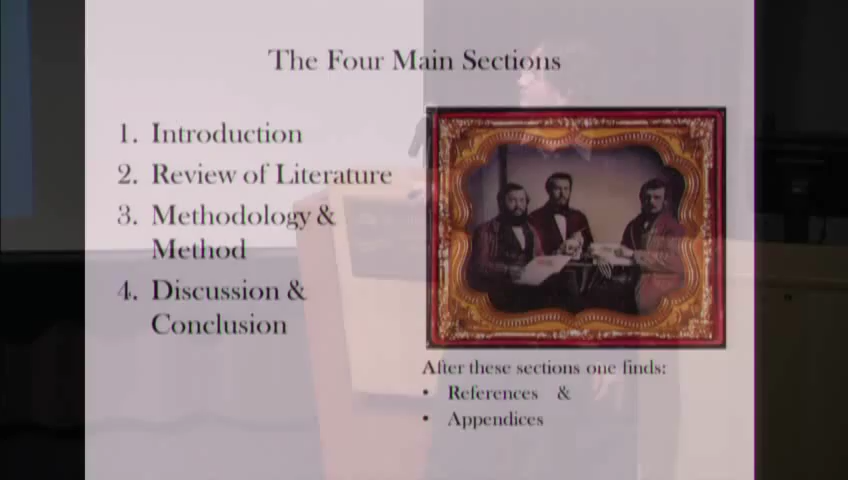 The Four Main Sections
1. Introduction
2. Review of Literature
3. Methodology &
Method
4. Discussion &
Conclusion
After these sections one finds:
• References &
• Appendices